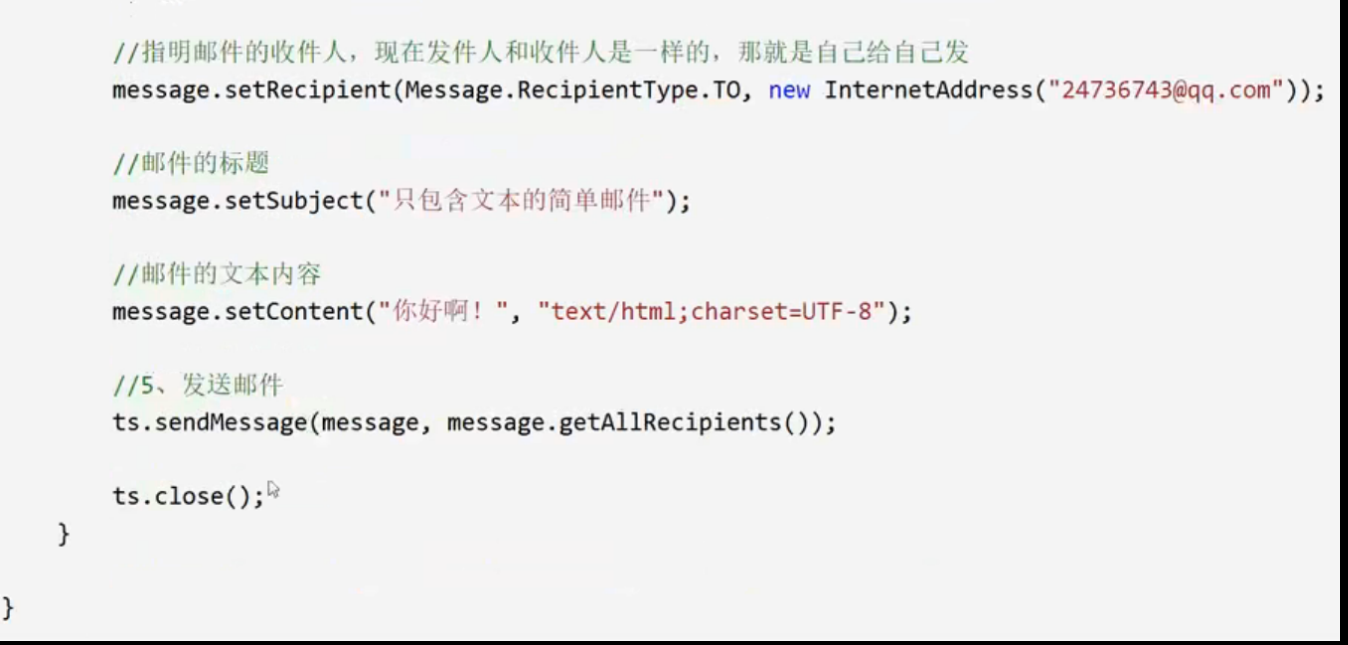 //指明邮件的收件人，现在发件人和收件人是一样的，那就是自己给自己发
message.setRecipient(Message.RecipientType.TO, new InternetAddress("24736743@qq.com"));
//邮件的标题
message.setSubject("只包含文本的简单邮件");
//邮件的文本内容
message.setContent("你好啊！", "text/html;charset=UTF-8");
//5、发送邮件
ts.sendMessage(message, message.getAllRecipients());
ts.close();
}
}